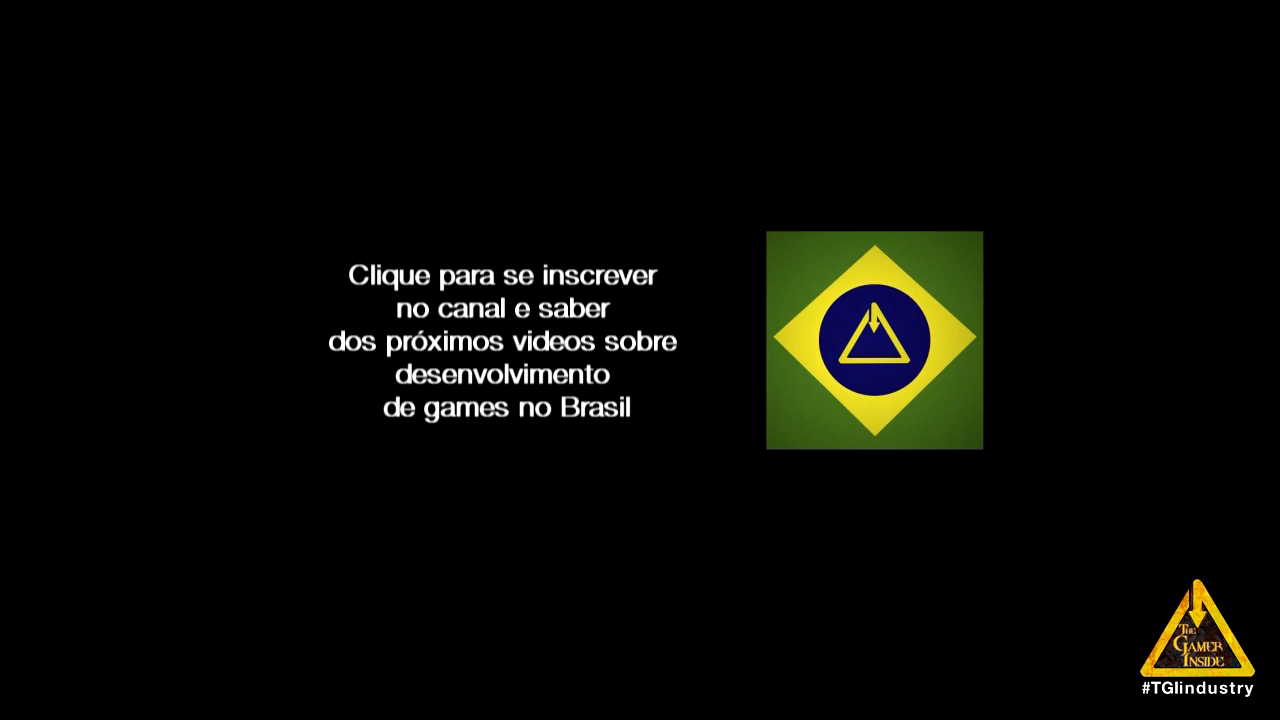 Clique para se inscrever
no canal e saber
dos próximos videos sobre
desenvolvimento
de games no Brasil
THE
GAMER
INSIDE
#TGIindustry